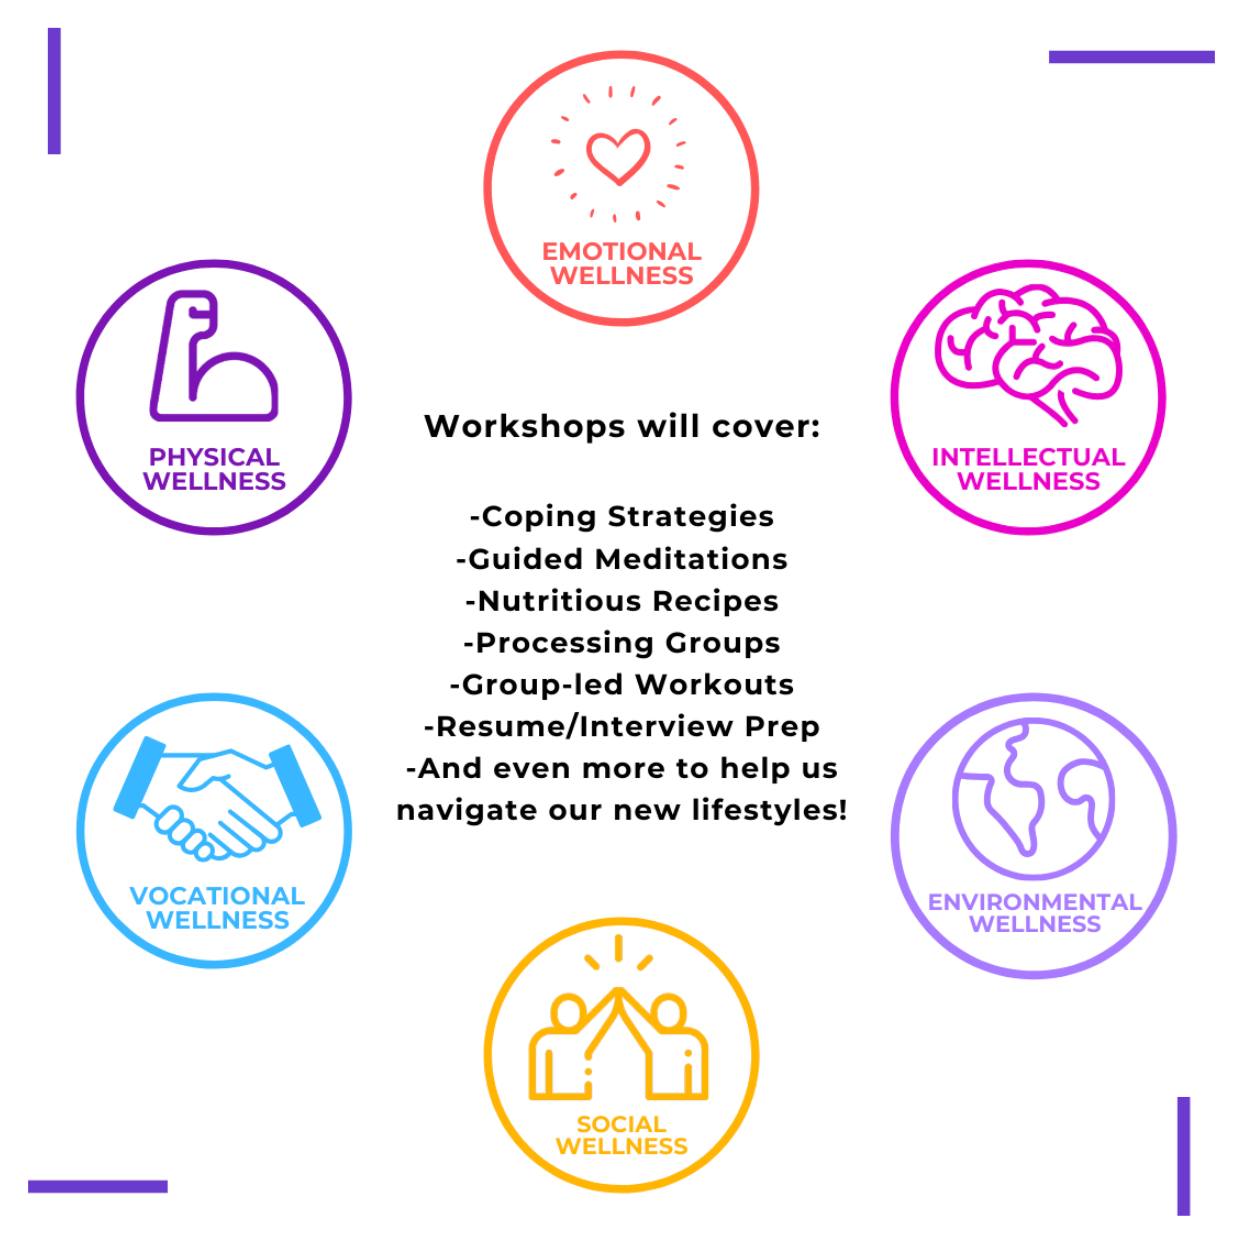 EMOTIONAL
WELLNESS
PHYSICAL
WELLNESS
INTELLECTUAL
WELLNESS
Workshops will cover:
-Coping Strategies
-Guided Meditations
-Nutritious Recipes
-Processing Groups
-Group-led Workouts
-Resume/Interview Prep
-And even more to help us
navigate our new lifestyles!
VOCATIONAL
WELLNESS
ENVIRONMENTAL
WELLNESS
SOCIAL
WELLNESS